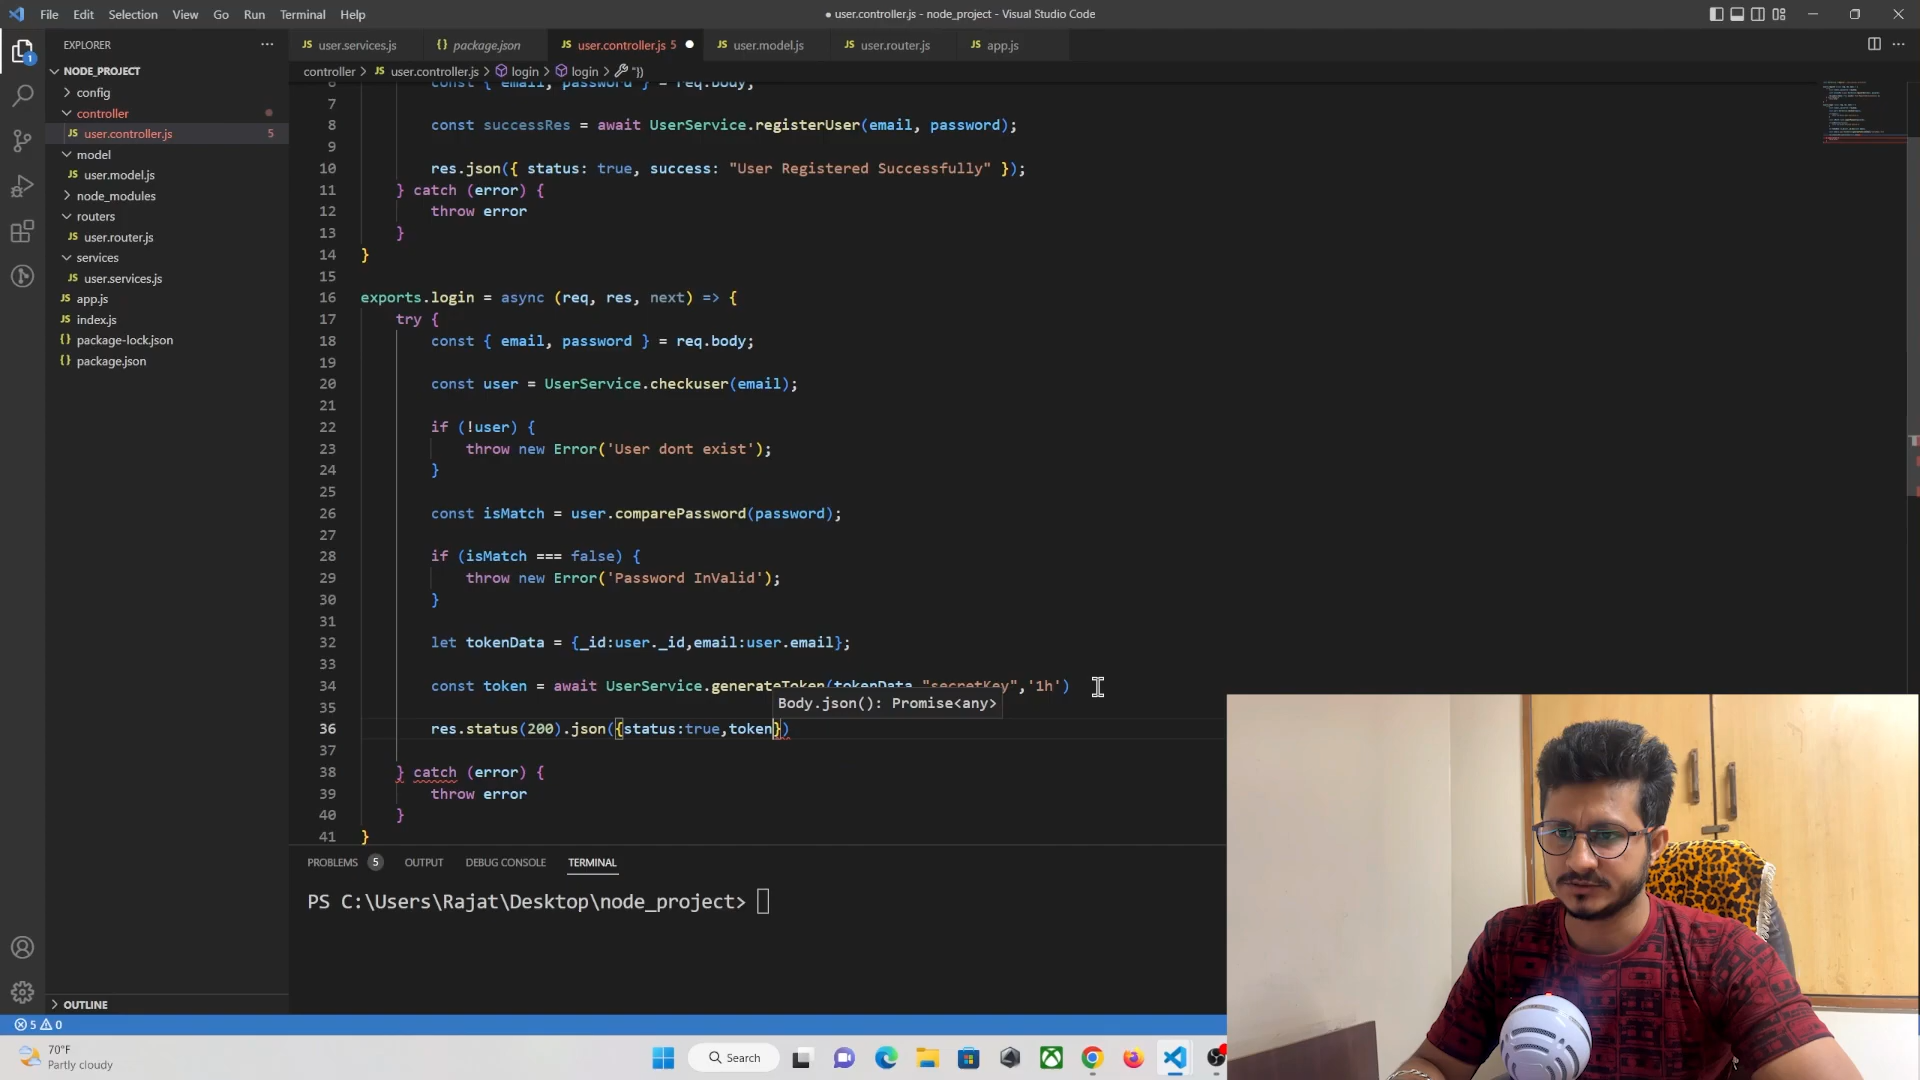 File Edit Selection View Go Run Terminal Help
● user.controller.js - node_project - Visual Studio Code
EXPLORER
NODE_PROJECT
config
controller
user.controller.js 5
model
user.model.js
node_modules
routers
user.router.js
services
user.services.js
app.js
index.js
package-lock.json
package.json
OUTLINE
user.services.js package.json user.controller.js 5 user.model.js user.router.js app.js
controller > user.controller.js > login > login > "})
6 const { email, password } = req.body;
7
8 const successRes = await UserService.registerUser(email, password);
9
10 res.json({ status: true, success: "User Registered Successfully" });
11 } catch (error) {
12 throw error
13 }
14 }
15
16 exports.login = async (req, res, next) => {
17 try {
18 const { email, password } = req.body;
19
20 const user = UserService.checkuser(email);
21
22 if (!user) {
23 throw new Error('User dont exist');
24 }
25
26 const isMatch = user.comparePassword(password);
27
28 if (isMatch === false) {
29 throw new Error('Password InValid');
30 }
31
32 let tokenData = {_id:user._id,email:user.email};
33
34 const token = await UserService.generateToken(tokenData,"secretKey",'1h')
Body.json(): Promise<any>
35
36 res.status(200).json({status:true,token})
37
38 } catch (error) {
39 throw error
40 }
41 }
PROBLEMS 5 OUTPUT DEBUG CONSOLE TERMINAL
PS C:\Users\Rajat\Desktop\node_project>
5 0
70°F
Partly cloudy
Search